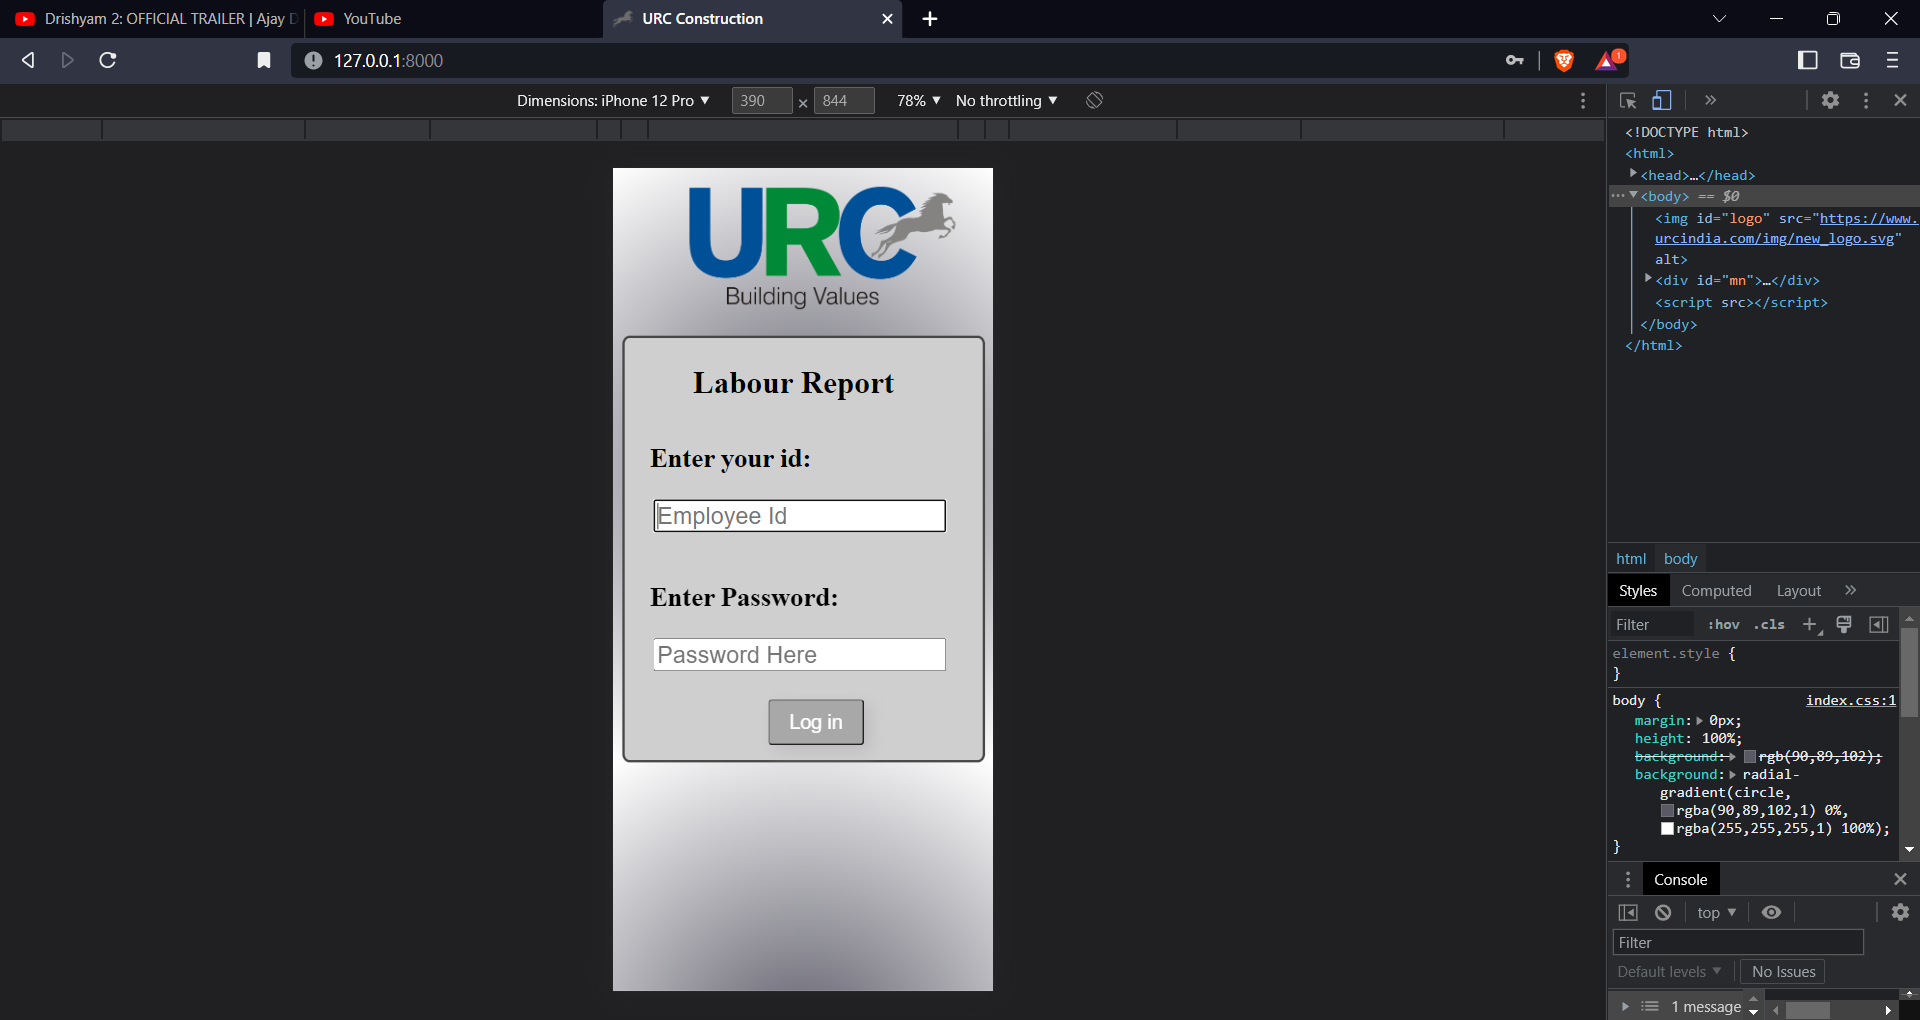 Drishyam 2: OFFICIAL TRAILER | Ajay D
YouTube
URC Construction
127.0.0.1:8000
1
Dimensions: iPhone 12 Pro ▼ 390 × 844 78% ▼ No throttling ▼
URC
Building Values
Labour Report
Enter your id:
Employee Id
Enter Password:
Password Here
Log in
<!DOCTYPE html>
<html>
<head>…</head>
<body> == $0
<img id="logo" src="https://www.
urcindia.com/img/new_logo.svg"
alt>
<div id="mn">…</div>
<script src></script>
</body>
</html>
html body
Styles Computed Layout »
Filter :hov .cls +
element.style {
}
body { index.css:1
margin: 0px;
height: 100%;
background: rgb(90,89,102);
background: radial-
gradient(circle,
rgba(90,89,102,1) 0%,
rgba(255,255,255,1) 100%);
}
Console
top ▼
Filter
Default levels ▼ No Issues
1 message